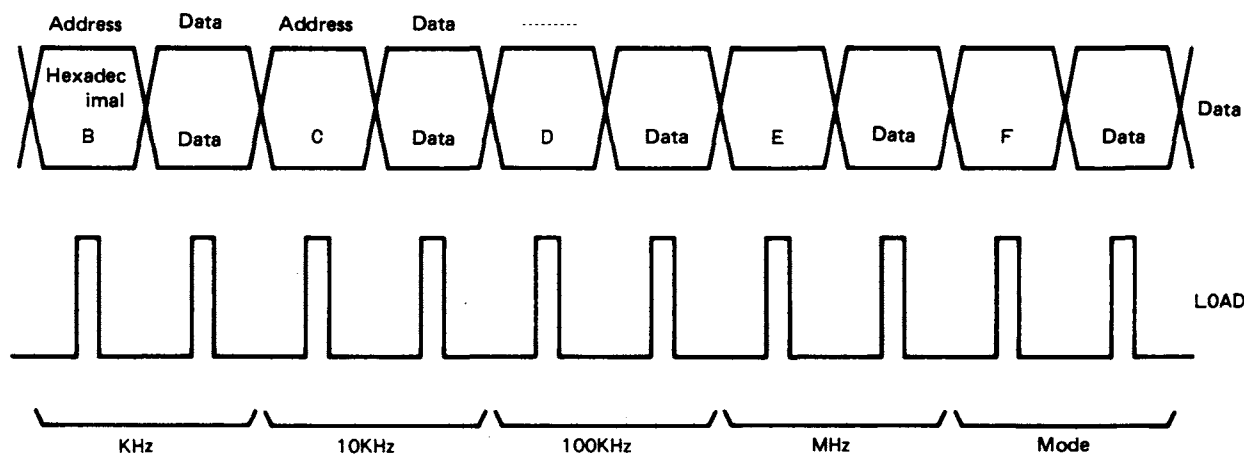 Address Data Address Data --------
Hexadec
imal
B Data C Data D Data E Data F Data
Data
LOAD
KHz 10KHz 100KHz MHz Mode